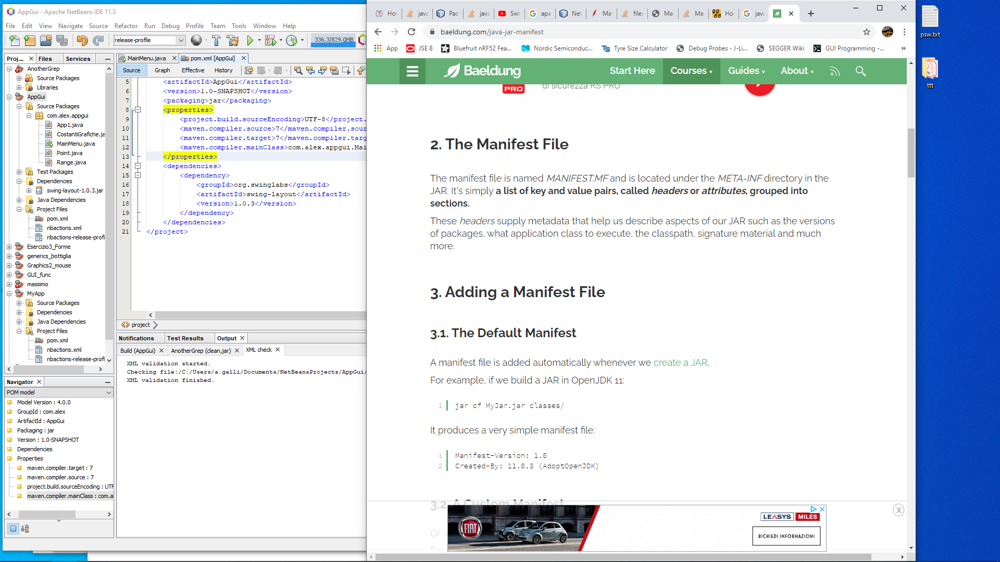 AppGui - Apache NetBeans IDE 11.3
File Edit View Navigate Source Refactor Run Debug Profile Team Tools Window Help
release-profile
336,3/829,0MB
Proj... Files Services
AnotherGrep
Source Packages
Libraries
AppGui
Source Packages
com.alex.appgui
App1.java
CostantiGrafiche.ja
MainMenu.java
Point.java
Range.java
Test Packages
Dependencies
swing-layout-1.0.3.jar
Java Dependencies
Project Files
pom.xml
nbactions.xml
nbactions-release-profi
Esercizio3_Forme
generics_bottiglia
Graphics2_mouse
GUI_func
massimo
MyApp
Source Packages
Dependencies
Java Dependencies
Project Files
pom.xml
nbactions.xml
nbactions-release-profi
Navigator
POM model
Model Version : 4.0.0
GroupId : com.alex
ArtifactId : AppGui
Packaging : jar
Version : 1.0-SNAPSHOT
Dependencies
Properties
maven.compiler.target : 7
maven.compiler.source : 7
project.build.sourceEncoding : UTF
maven.compiler.mainClass : com.a
MainMenu.java pom.xml [AppGui]
Source Graph Effective History
5 <artifactId>AppGui</artifactId>
6 <version>1.0-SNAPSHOT</version>
7 <packaging>jar</packaging>
8 <properties>
9 <project.build.sourceEncoding>UTF-8</project.
10 <maven.compiler.source>7</maven.compiler.sour
11 <maven.compiler.target>7</maven.compiler.targ
12 <maven.compiler.mainClass>com.alex.appgui.Mai
13 </properties>
14 <dependencies>
15 <dependency>
16 <groupId>org.swinglabs</groupId>
17 <artifactId>swing-layout</artifactId>
18 <version>1.0.3</version>
19 </dependency>
20 </dependencies>
21 </project>
project
Notifications Test Results Output
Build (AppGui) AnotherGrep (clean,jar) XML check
XML validation started.
Checking file:/C:/Users/a.galli/Documents/NetBeansProjects/AppGui/
XML validation finished.
How java Pac java Swi apa Net Ma files Ma Ma Ho java
baeldung.com/java-jar-manifest
App JSE 8 Bluefruit nRF52 Fea... Nordic Semiconduc... Tyre Size Calculator Debug Probes - J-Li... SEGGER Wiki GUI Programming -... »
Baeldung Start Here Courses Guides About
PRO di sicurezza RS PRO
2. The Manifest File
The manifest file is named MANIFEST.MF and is located under the META-INF directory in the
JAR. It's simply a list of key and value pairs, called headers or attributes, grouped into
sections.
These headers supply metadata that help us describe aspects of our JAR such as the versions
of packages, what application class to execute, the classpath, signature material and much
more.
3. Adding a Manifest File
3.1. The Default Manifest
A manifest file is added automatically whenever we create a JAR.
For example, if we build a JAR in OpenJDK 11:
1 jar cf MyJar.jar classes/
It produces a very simple manifest file:
1 Manifest-Version: 1.0
2 Created-By: 11.0.3 (AdoptOpenJDK)
3.2. A Custom Manifest
Or,
FIAT
LEASYS MILES
RICHIEDI INFORMAZIONI
psw.txt
ttt